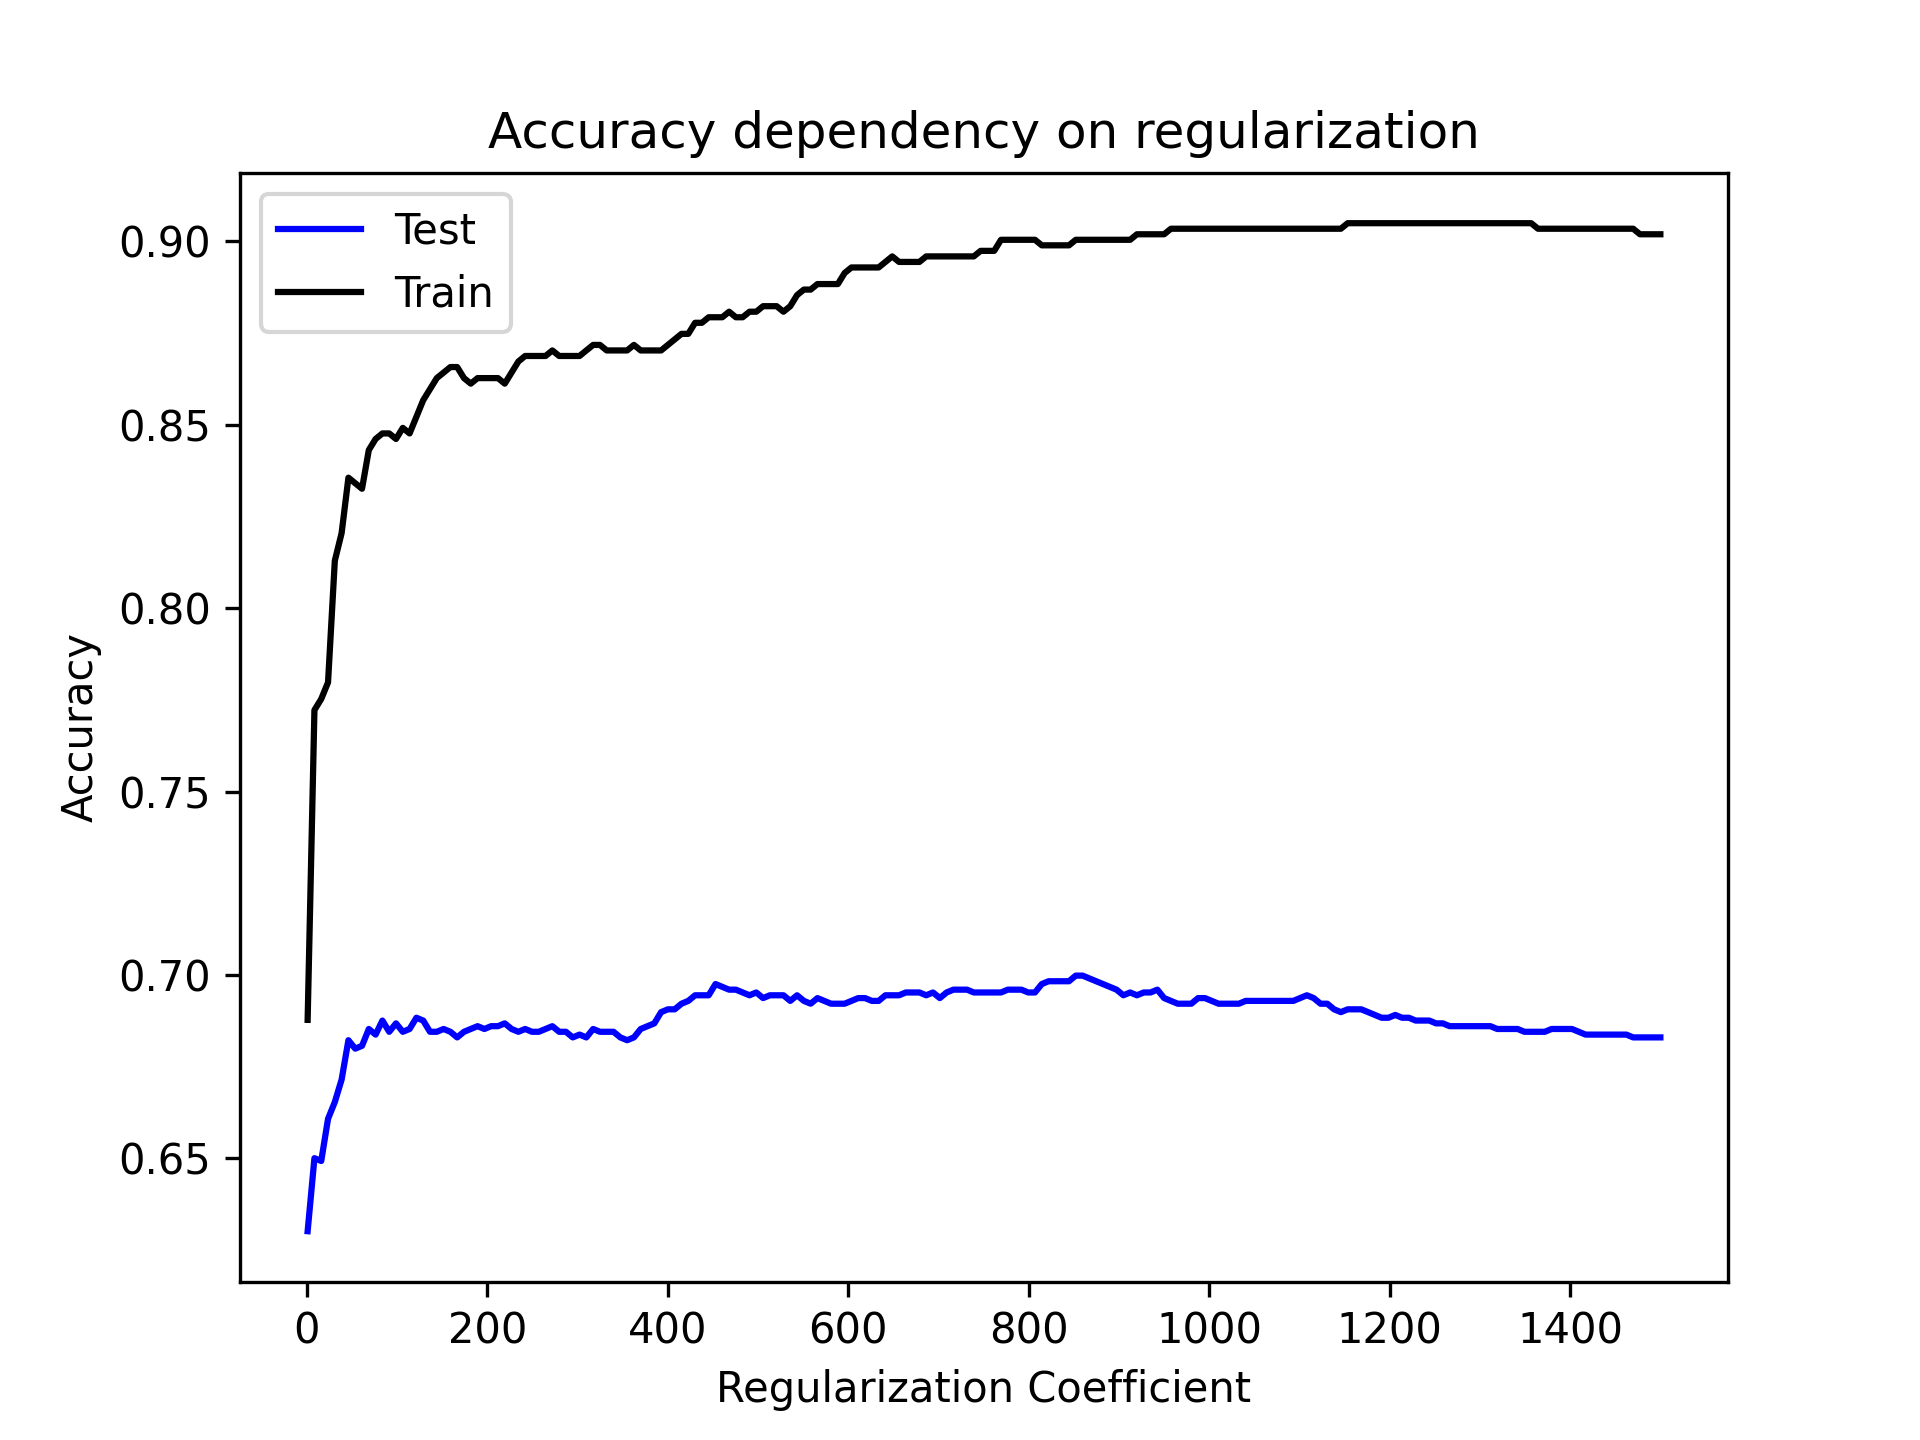 Accuracy dependency on regularization
Test
Train
0.90
0.85
0.80
0.75
0.70
0.65
Accuracy
0 200 400 600 800 1000 1200 1400
Regularization Coefficient